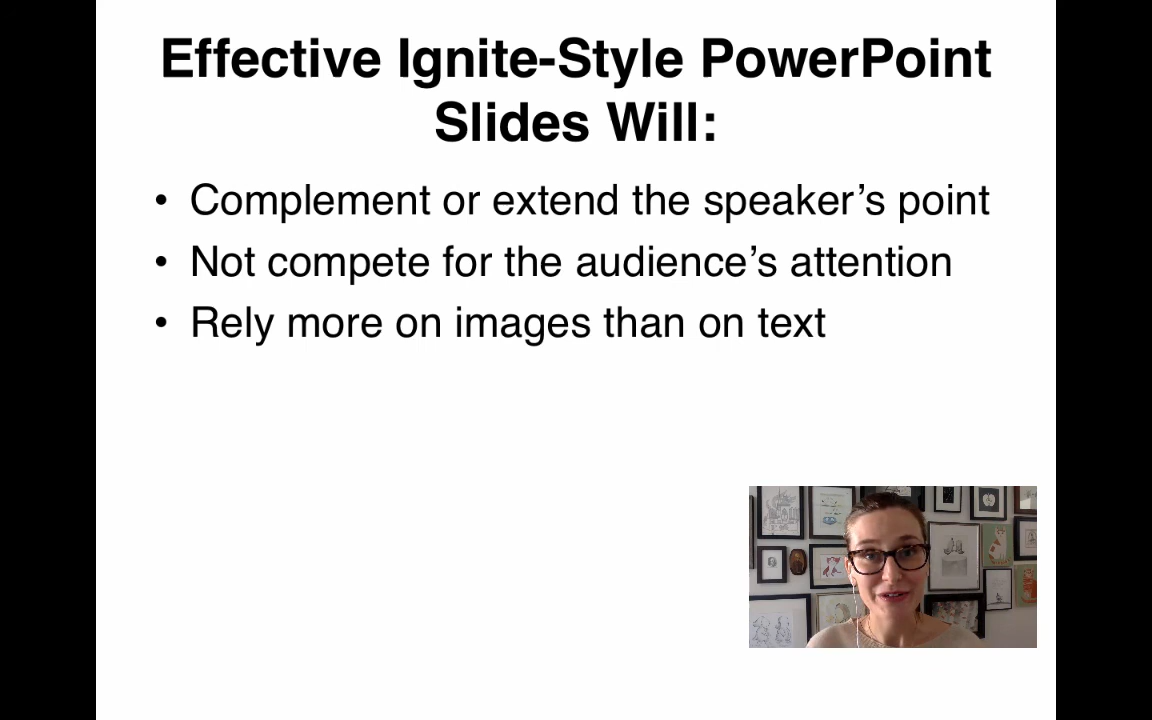 Effective Ignite-Style PowerPoint
Slides Will:
• Complement or extend the speaker’s point
• Not compete for the audience’s attention
• Rely more on images than on text